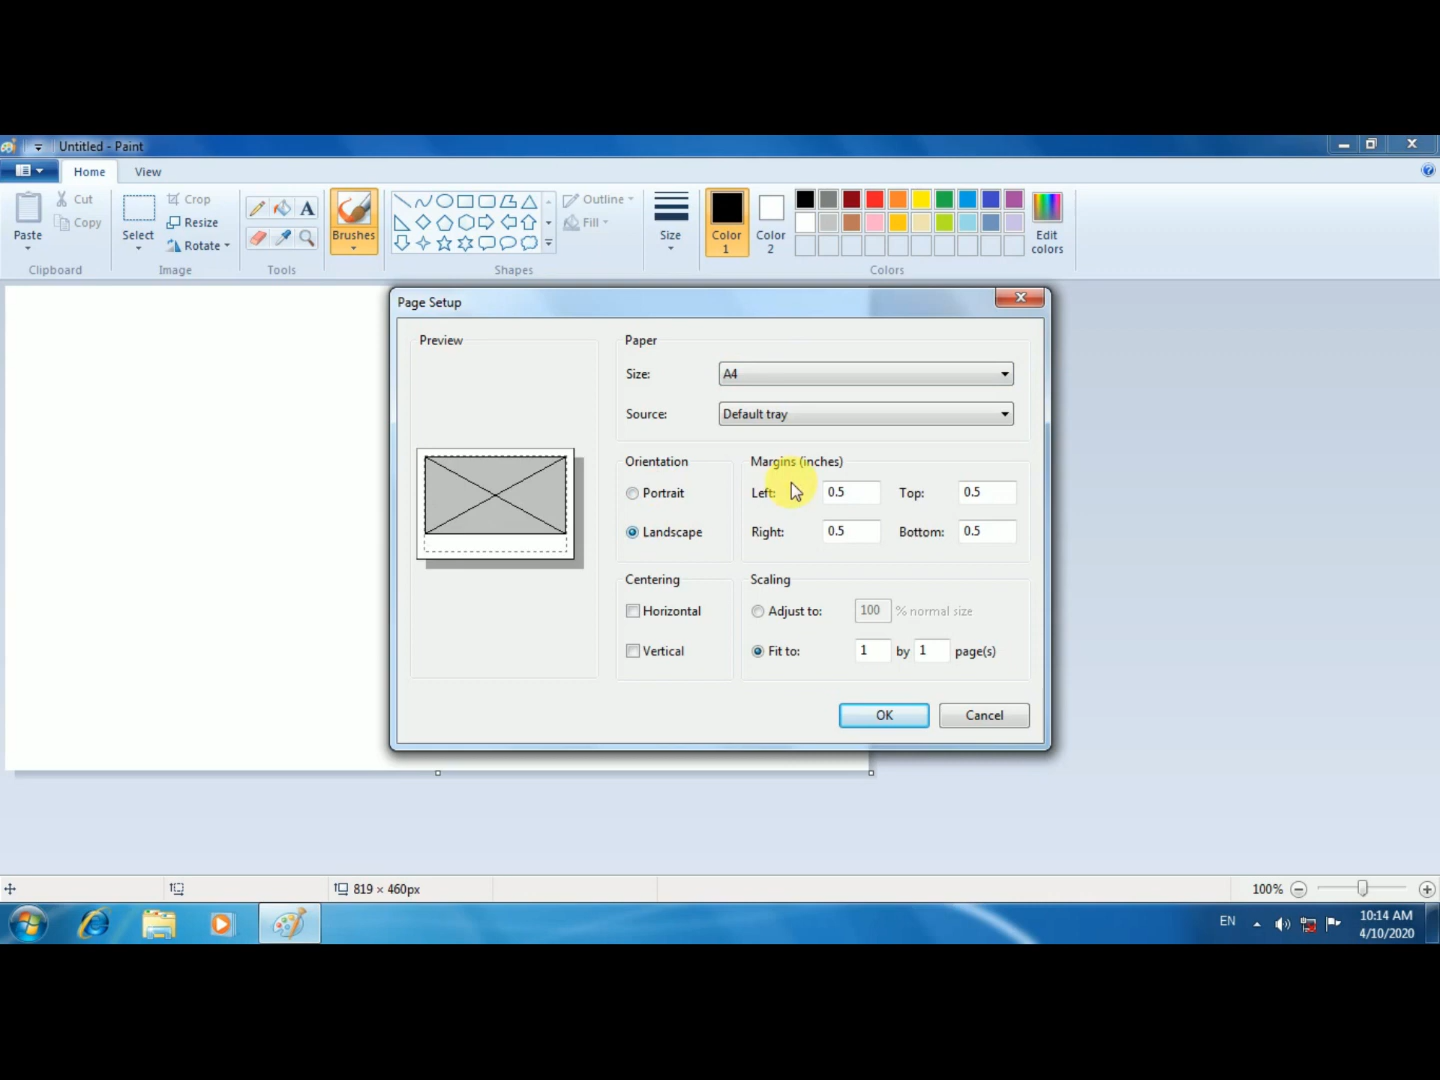 Untitled - Paint
Home View
Paste
Cut
Copy
Clipboard
Select
Crop
Resize
Rotate
Image
A
Tools
Brushes
Outline
Fill
Shapes
Size
Color 1
Color 2
Edit colors
Colors
Page Setup
Preview
Paper
Size: A4
Source: Default tray
Orientation
Portrait
Landscape
Margins (inches)
Left: 0.5 Top: 0.5
Right: 0.5 Bottom: 0.5
Centering
Horizontal
Vertical
Scaling
Adjust to: 100 % normal size
Fit to: 1 by 1 page(s)
OK Cancel
819 × 460px
100%
EN
10:14 AM
4/10/2020